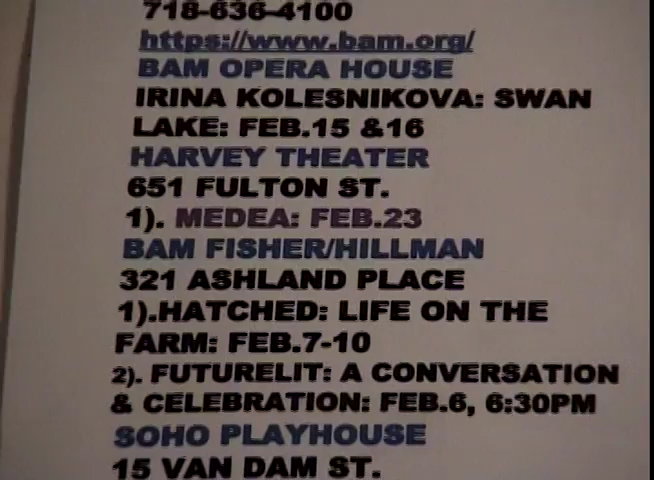 718-636-4100
https://www.bam.org/
BAM OPERA HOUSE
IRINA KOLESNIKOVA: SWAN
LAKE: FEB.15 &16
HARVEY THEATER
651 FULTON ST.
1). MEDEA: FEB.23
BAM FISHER/HILLMAN
321 ASHLAND PLACE
1).HATCHED: LIFE ON THE
FARM: FEB.7-10
2). FUTURELIT: A CONVERSATION
& CELEBRATION: FEB.6, 6:30PM
SOHO PLAYHOUSE
15 VAN DAM ST.